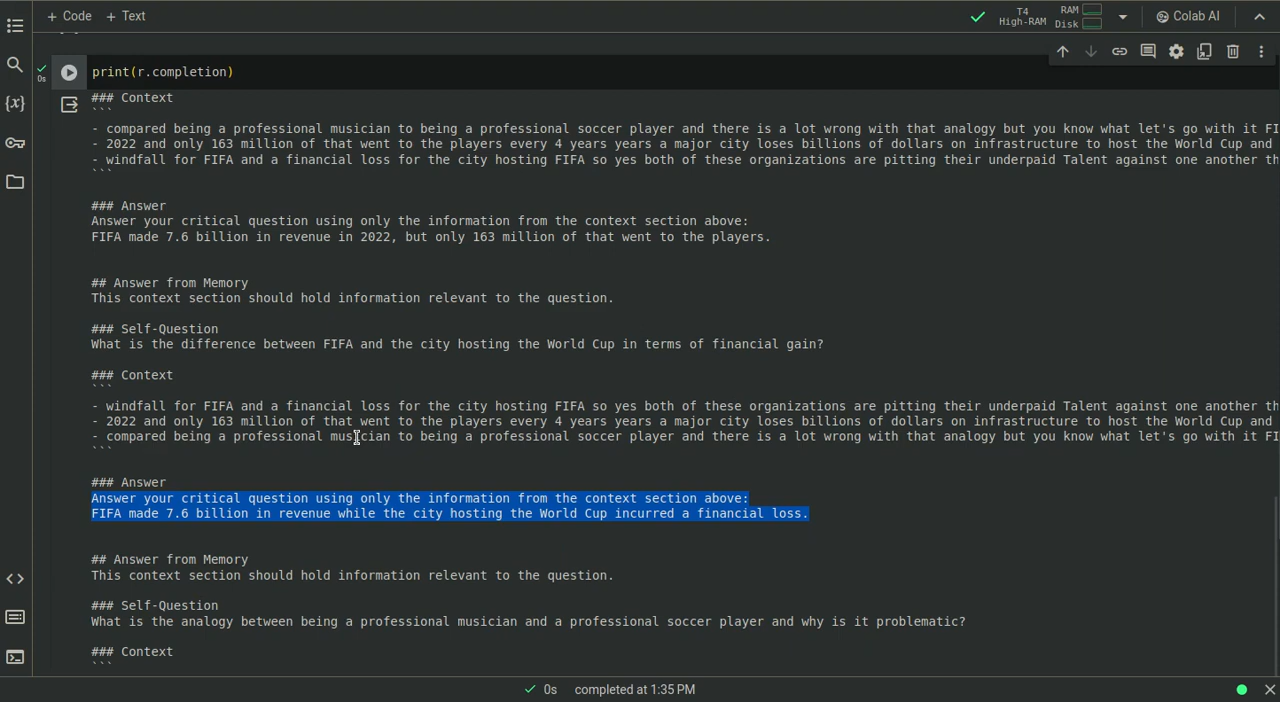 + Code + Text
T4
High-RAM
RAM
Disk
Colab AI
{x}
0s
print(r.completion)
### Context
```
- compared being a professional musician to being a professional soccer player and there is a lot wrong with that analogy but you know what let's go with it FI
- 2022 and only 163 million of that went to the players every 4 years years a major city loses billions of dollars on infrastructure to host the World Cup and
- windfall for FIFA and a financial loss for the city hosting FIFA so yes both of these organizations are pitting their underpaid Talent against one another th
```
### Answer
Answer your critical question using only the information from the context section above:
FIFA made 7.6 billion in revenue in 2022, but only 163 million of that went to the players.
## Answer from Memory
This context section should hold information relevant to the question.
### Self-Question
What is the difference between FIFA and the city hosting the World Cup in terms of financial gain?
### Context
```
- windfall for FIFA and a financial loss for the city hosting FIFA so yes both of these organizations are pitting their underpaid Talent against one another th
- 2022 and only 163 million of that went to the players every 4 years years a major city loses billions of dollars on infrastructure to host the World Cup and
- compared being a professional musician to being a professional soccer player and there is a lot wrong with that analogy but you know what let's go with it FI
```
### Answer
Answer your critical question using only the information from the context section above:
FIFA made 7.6 billion in revenue while the city hosting the World Cup incurred a financial loss.
## Answer from Memory
This context section should hold information relevant to the question.
### Self-Question
What is the analogy between being a professional musician and a professional soccer player and why is it problematic?
### Context
```
0s completed at 1:35 PM